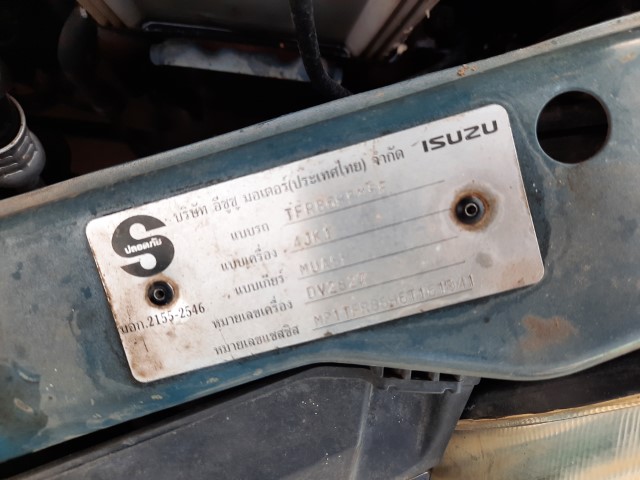 ISUZU
บริษัท อีซูซุ มอเตอร์(ประเทศไทย) จำกัด
S
ปลอดภัย
แบบรถ
แบบเครื่อง 4JK1
แบบเกียร์
หมายเลขเครื่อง
หมายเลขแชสซิส
มอก.2155-2546